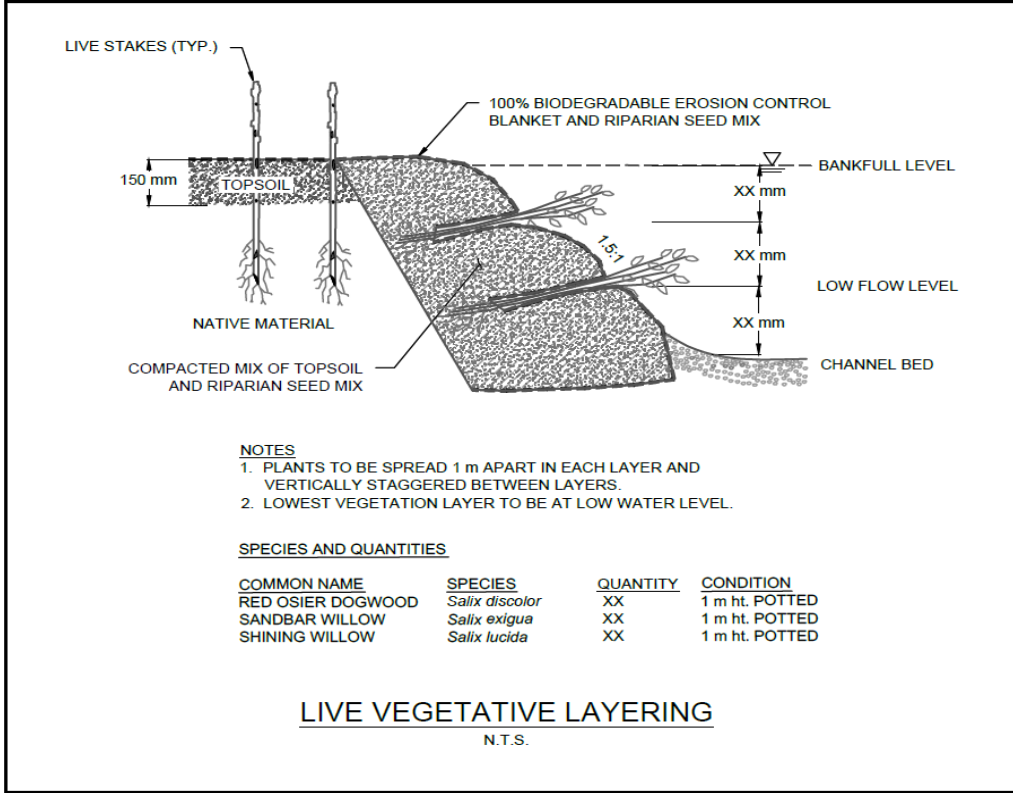 LIVE STAKES (TYP.)
100% BIODEGRADABLE EROSION CONTROL
BLANKET AND RIPARIAN SEED MIX
BANKFULL LEVEL
150 mm
TOPSOIL
XX mm
1.5:1
XX mm
LOW FLOW LEVEL
XX mm
NATIVE MATERIAL
CHANNEL BED
COMPACTED MIX OF TOPSOIL
AND RIPARIAN SEED MIX
NOTES
1. PLANTS TO BE SPREAD 1 m APART IN EACH LAYER AND
VERTICALLY STAGGERED BETWEEN LAYERS.
2. LOWEST VEGETATION LAYER TO BE AT LOW WATER LEVEL.
SPECIES AND QUANTITIES
COMMON NAME SPECIES QUANTITY CONDITION
RED OSIER DOGWOOD Salix discolor XX 1 m ht. POTTED
SANDBAR WILLOW Salix exigua XX 1 m ht. POTTED
SHINING WILLOW Salix lucida XX 1 m ht. POTTED
LIVE VEGETATIVE LAYERING
N.T.S.